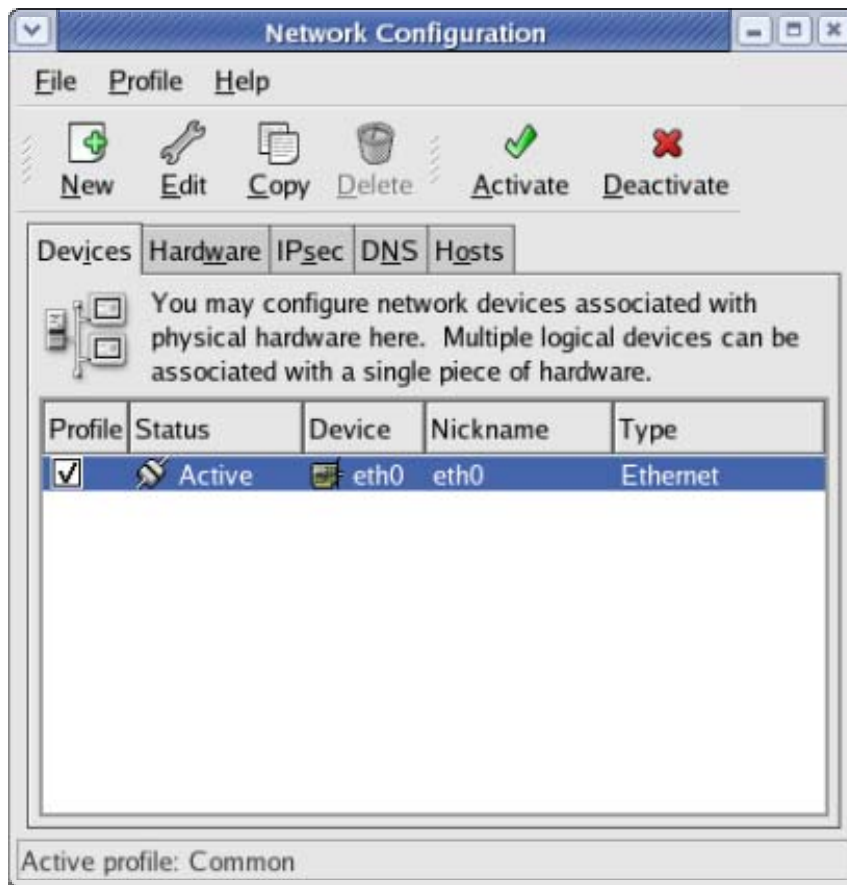 Network Configuration
File Profile Help
New Edit Copy Delete Activate Deactivate
Devices Hardware IPsec DNS Hosts
You may configure network devices associated with
physical hardware here.  Multiple logical devices can be
associated with a single piece of hardware.
Profile Status Device Nickname Type
Active eth0 eth0 Ethernet
Active profile: Common